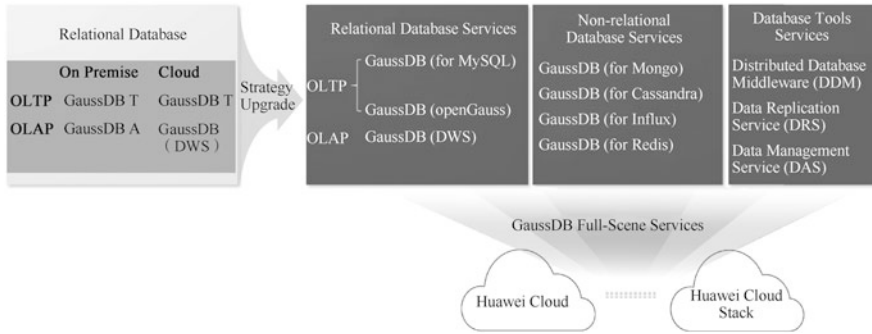 Relational Database
On Premise Cloud
OLTP GaussDB T GaussDB T
OLAP GaussDB A GaussDB
( DWS )
Strategy
Upgrade
Relational Database Services
GaussDB (for MySQL)
OLTP
GaussDB (openGauss)
OLAP GaussDB (DWS)
Non-relational
Database Services
GaussDB (for Mongo)
GaussDB (for Cassandra)
GaussDB (for Influx)
GaussDB (for Redis)
Database Tools
Services
Distributed Database
Middleware (DDM)
Data Replication
Service (DRS)
Data Management
Service (DAS)
GaussDB Full-Scene Services
Huawei Cloud
Huawei Cloud
Stack